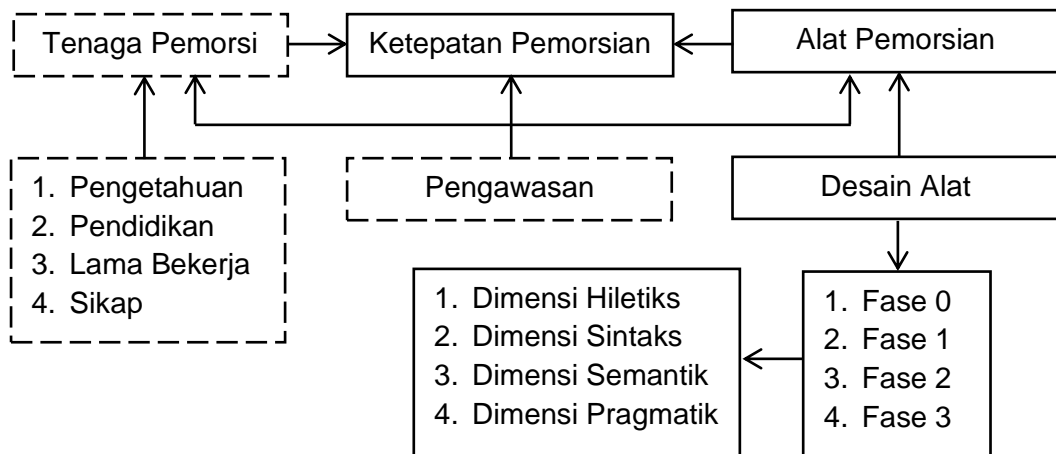 Tenaga Pemorsi
Ketepatan Pemorsian
Alat Pemorsian
1. Pengetahuan
2. Pendidikan
3. Lama Bekerja
4. Sikap
Pengawasan
Desain Alat
1. Dimensi Hiletiks
2. Dimensi Sintaks
3. Dimensi Semantik
4. Dimensi Pragmatik
1. Fase 0
2. Fase 1
3. Fase 2
4. Fase 3